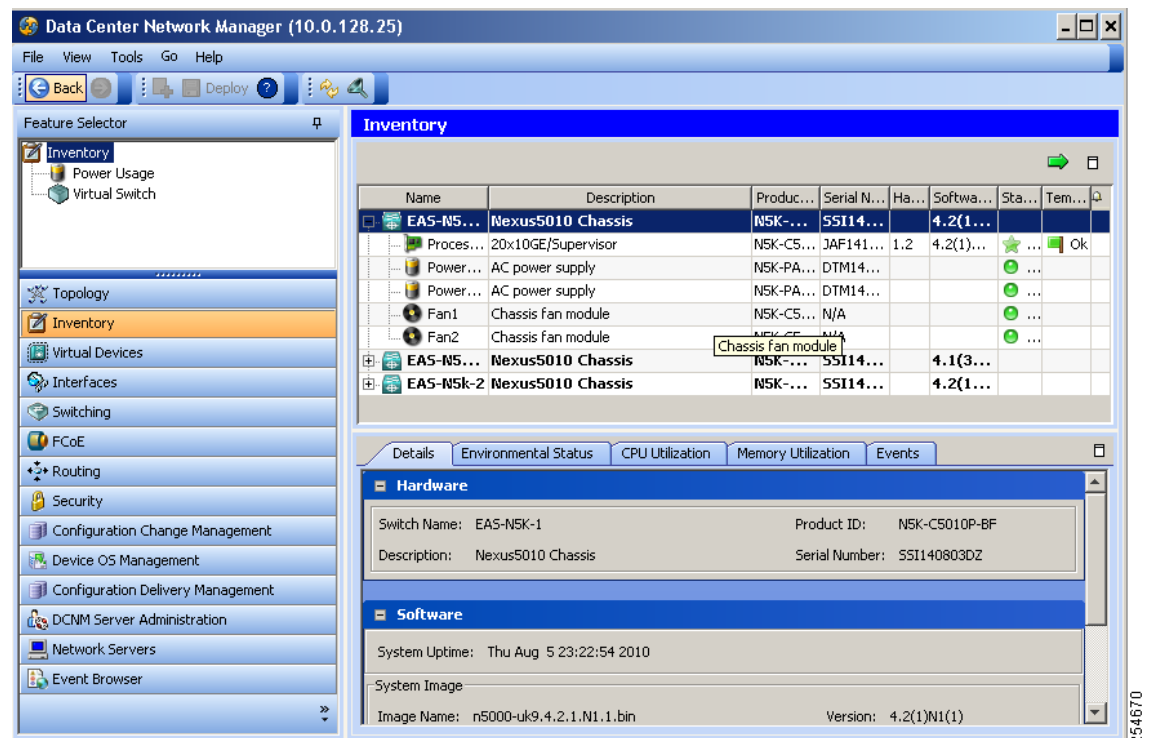 Data Center Network Manager (10.0.128.25)
File View Tools Go Help
Back Deploy ?
Feature Selector
Inventory
Power Usage
Virtual Switch
Topology
Inventory
Virtual Devices
Interfaces
Switching
FCoE
Routing
Security
Configuration Change Management
Device OS Management
Configuration Delivery Management
DCNM Server Administration
Network Servers
Event Browser
Inventory
Name Description Produc... Serial N... Ha... Softwa... Sta... Tem...
EAS-N5... Nexus5010 Chassis N5K-... SSI14... 4.2(1...
Proces... 20x10GE/Supervisor N5K-C5... JAF141... 1.2 4.2(1)... ... Ok
Power... AC power supply N5K-PA... DTM14... ...
Power... AC power supply N5K-PA... DTM14... ...
Fan1 Chassis fan module N5K-C5... N/A ...
Fan2 Chassis fan module ...
Chassis fan module
EAS-N5... Nexus5010 Chassis N5K-... SSI14... 4.1(3...
EAS-N5k-2 Nexus5010 Chassis N5K-... SSI14... 4.2(1...
Details Environmental Status CPU Utilization Memory Utilization Events
Hardware
Switch Name: EAS-N5K-1 Product ID: N5K-C5010P-BF
Description: Nexus5010 Chassis Serial Number: SSI140803DZ
Software
System Uptime: Thu Aug 5 23:22:54 2010
System Image
Image Name: n5000-uk9.4.2.1.N1.1.bin Version: 4.2(1)N1(1)
254670